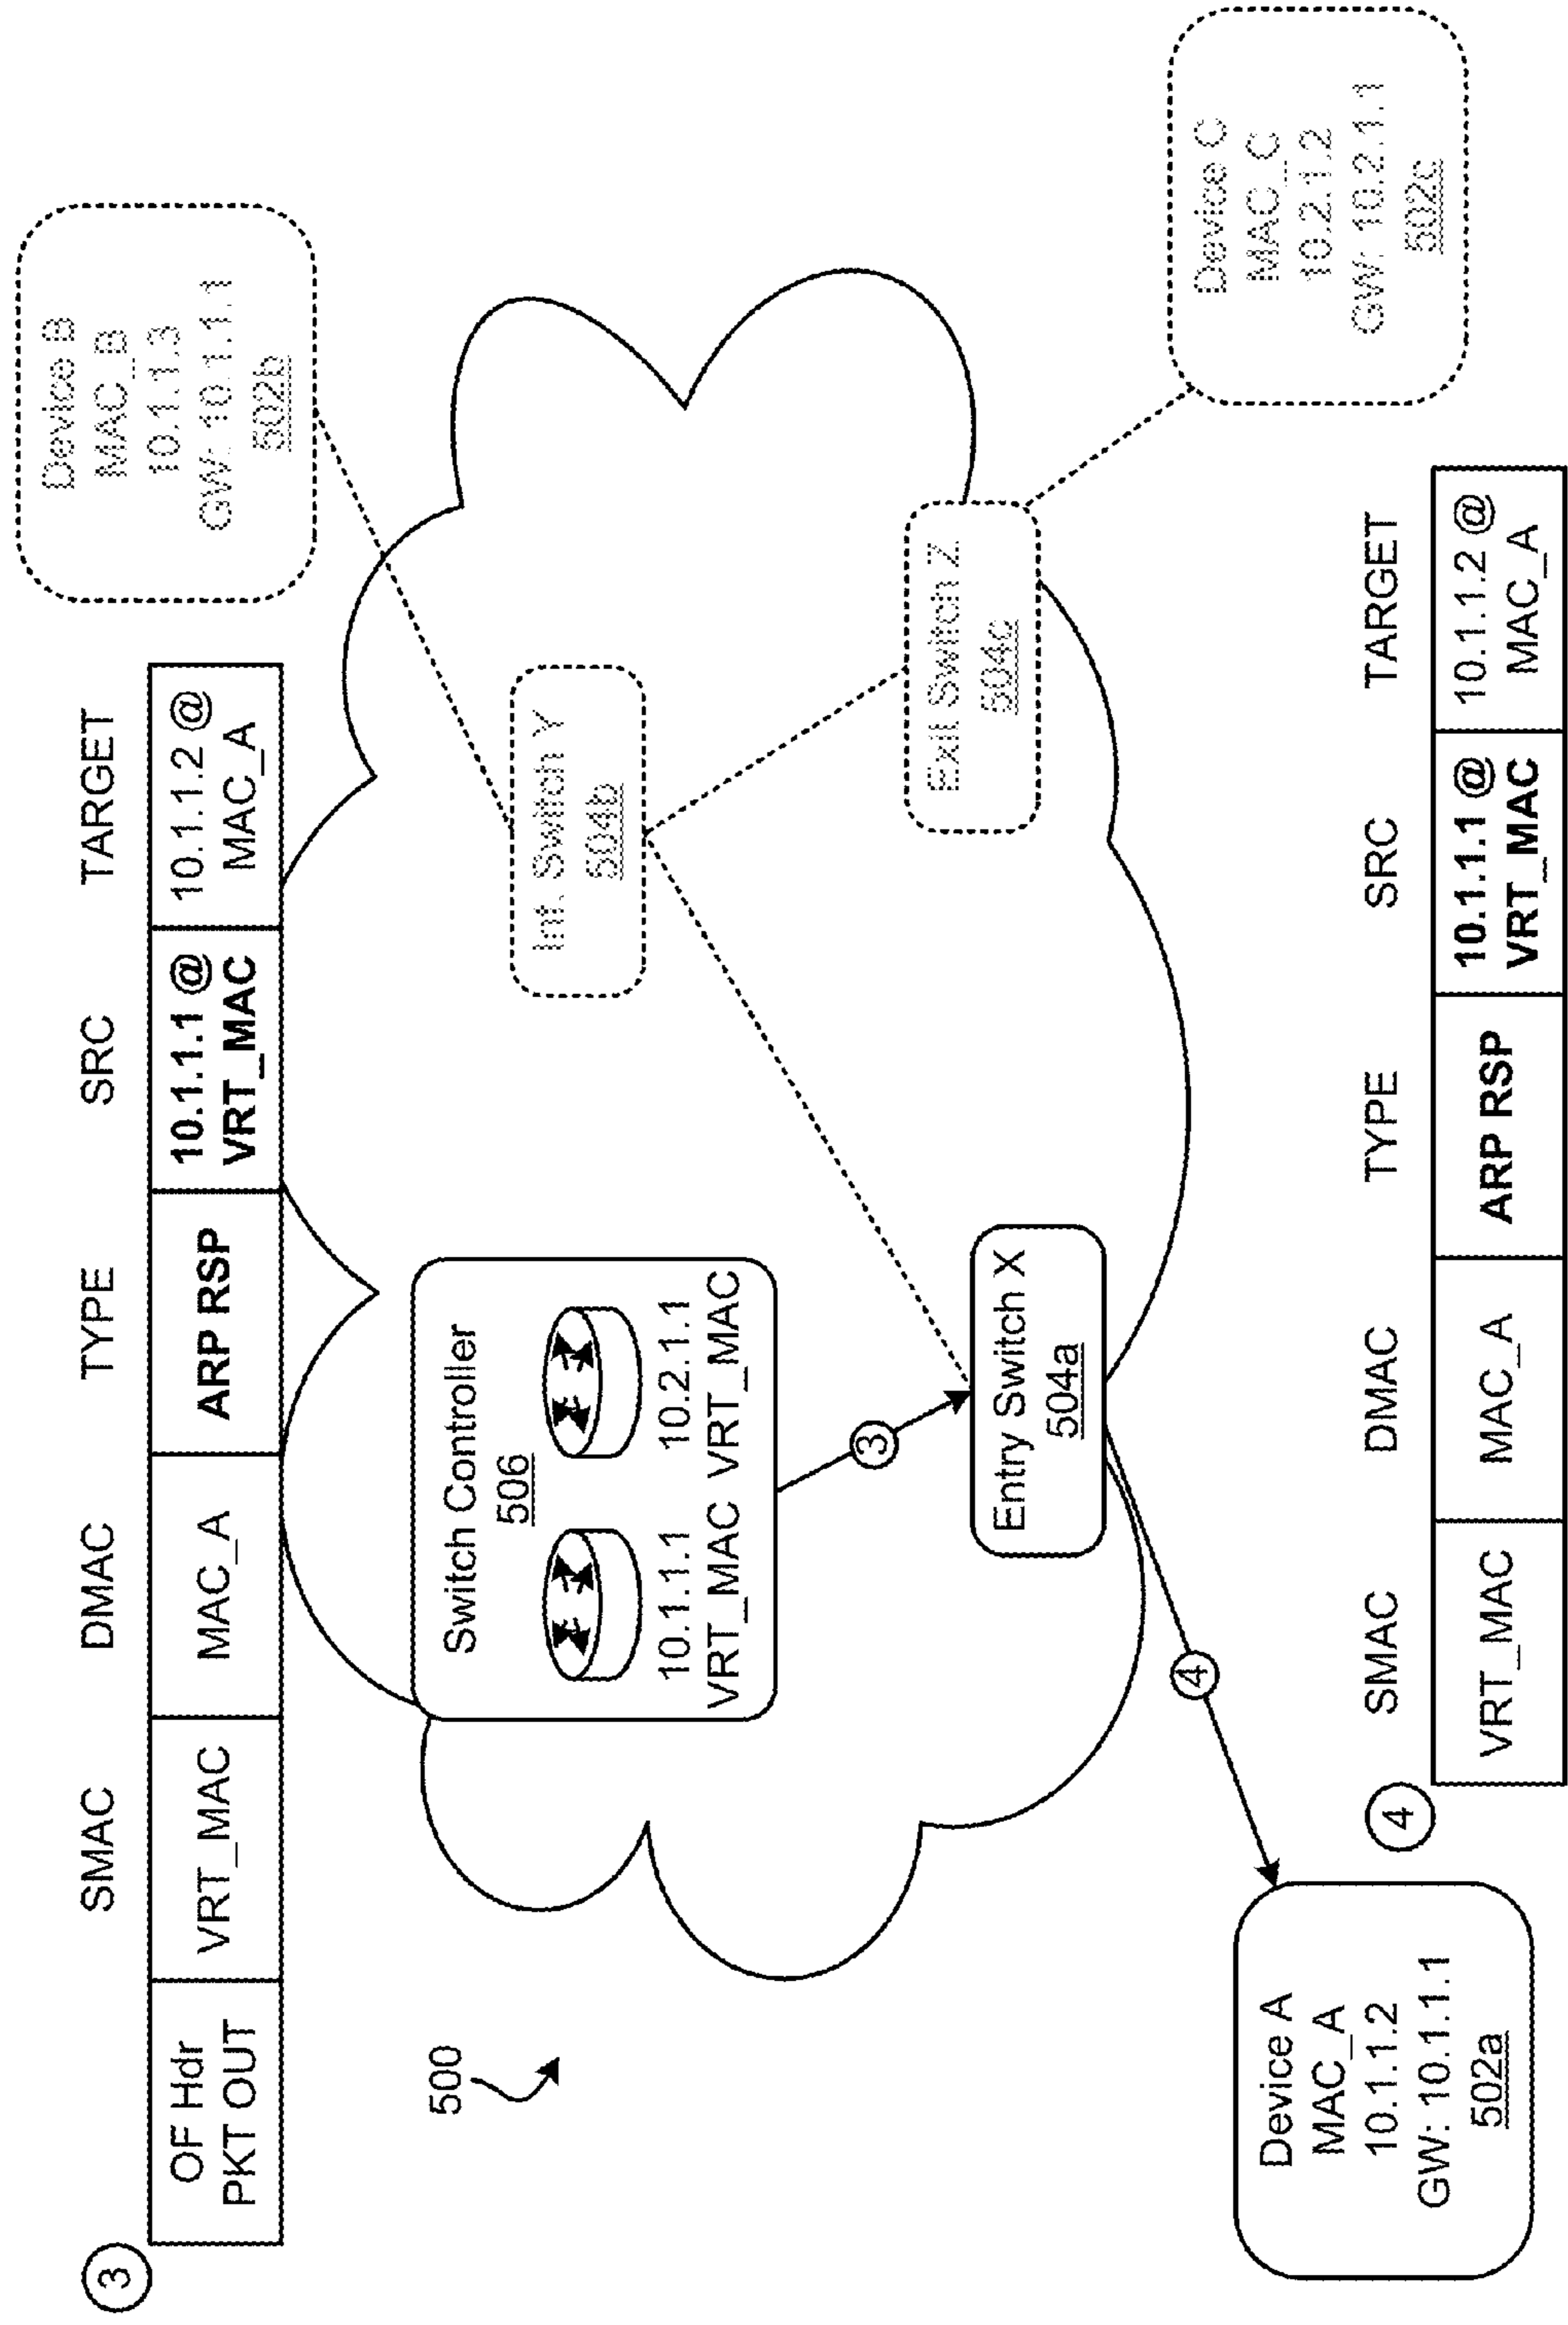 3
SMAC DMAC TYPE SRC TARGET
OF Hdr PKT OUT
VRT_MAC
MAC_A
ARP RSP
10.1.1.1 @ VRT_MAC
10.1.1.2 @ MAC_A
500
Switch Controller
506
10.1.1.1 10.2.1.1
VRT_MAC VRT_MAC
3
Int. Switch Y
504b
Device B
MAC_B
10.1.1.3
GW: 10.1.1.1
502b
Entry Switch X
504a
Exit Switch Z
504c
Device C
MAC_C
10.2.1.2
GW: 10.2.1.1
502c
4
Device A
MAC_A
10.1.1.2
GW: 10.1.1.1
502a
4
SMAC DMAC TYPE SRC TARGET
VRT_MAC
MAC_A
ARP RSP
10.1.1.1 @ VRT_MAC
10.1.1.2 @ MAC_A